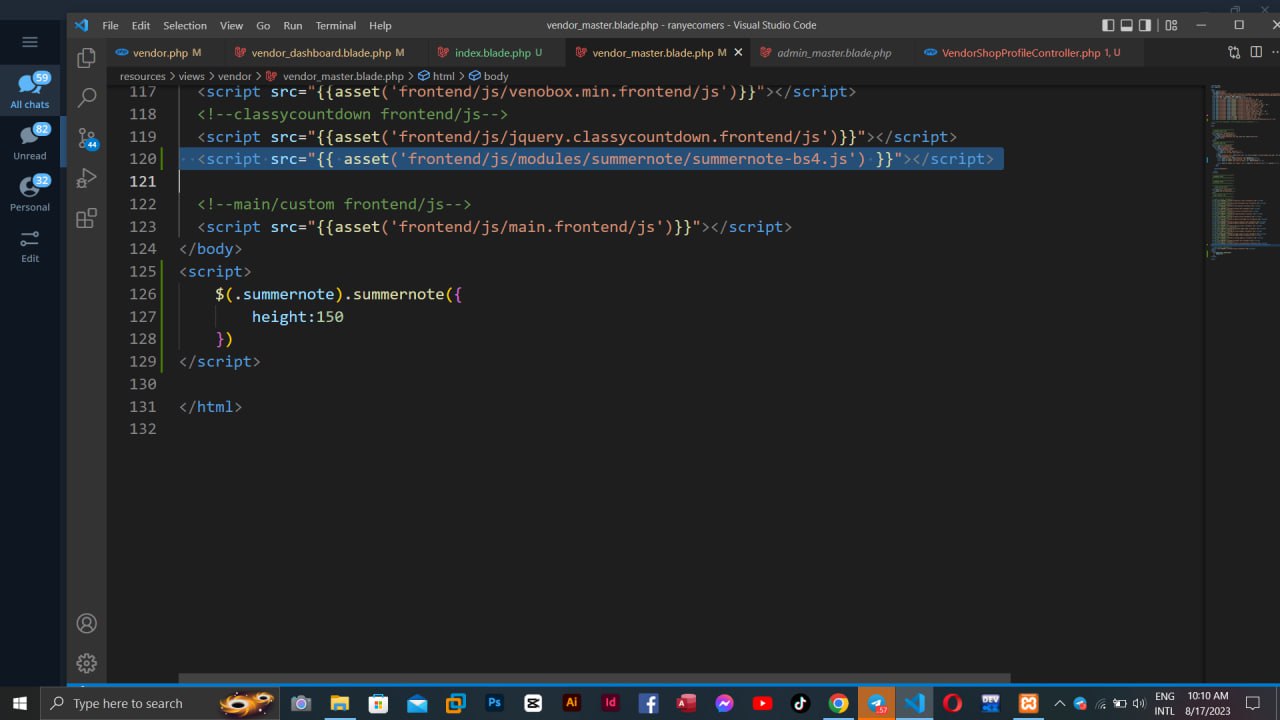 File Edit Selection View Go Run Terminal Help
vendor_master.blade.php - ranyecomers - Visual Studio Code
vendor.php M vendor_dashboard.blade.php M index.blade.php U vendor_master.blade.php M admin_master.blade.php VendorShopProfileController.php 1, U
resources > views > vendor > vendor_master.blade.php > html > body
59
All chats
82
Unread
32
Personal
Edit
44
117 <script src="{{asset('frontend/js/venobox.min.frontend/js')}}"></script>
118 <!--classycountdown frontend/js-->
119 <script src="{{asset('frontend/js/jquery.classycountdown.frontend/js')}}"></script>
120 <script src="{{ asset('frontend/js/modules/summernote/summernote-bs4.js') }}"></script>
121
122 <!--main/custom frontend/js-->
123 <script src="{{asset('frontend/js/main.frontend/js')}}"></script>
124 </body>
125 <script>
126 $(.summernote).summernote({
127 height:150
128 })
129 </script>
130
131 </html>
132
Type here to search
Ps
Ai
Id
57
DEV
ENG
INTL
10:10 AM
8/17/2023